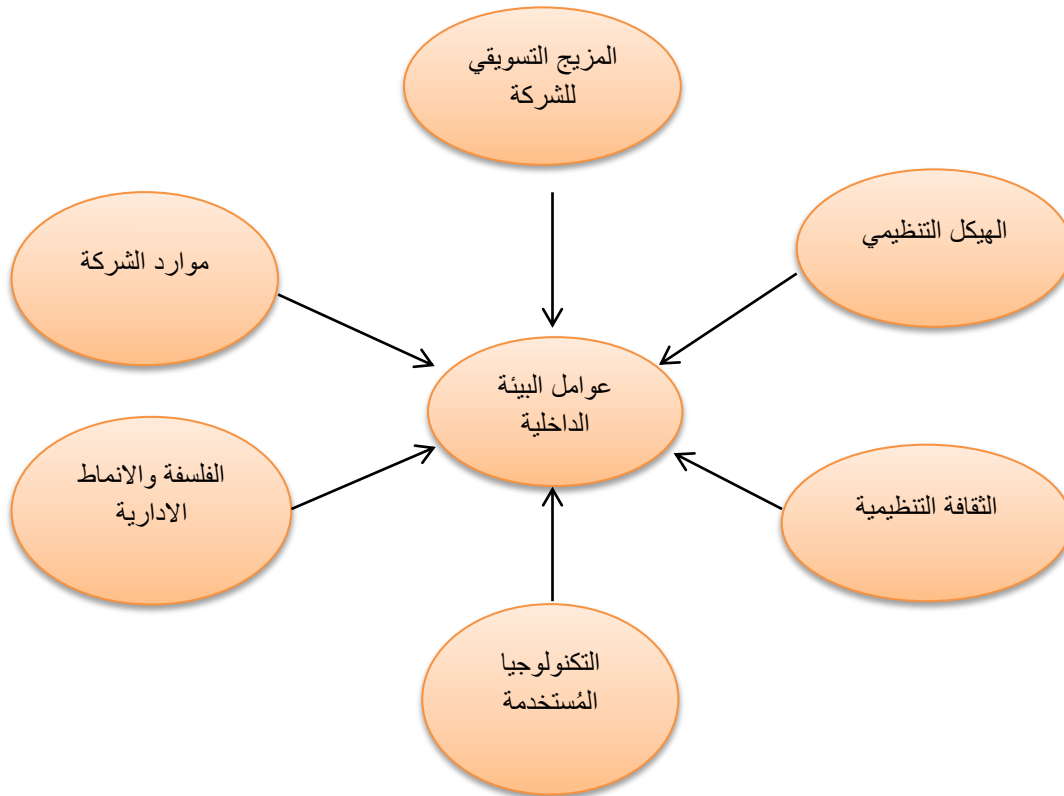 المزيج التسويقي
للشركة
الهيكل التنظيمي
موارد الشركة
عوامل البيئة
الداخلية
الفلسفة والانماط
الادارية
الثقافة التنظيمية
التكنولوجيا
المُستخدمة